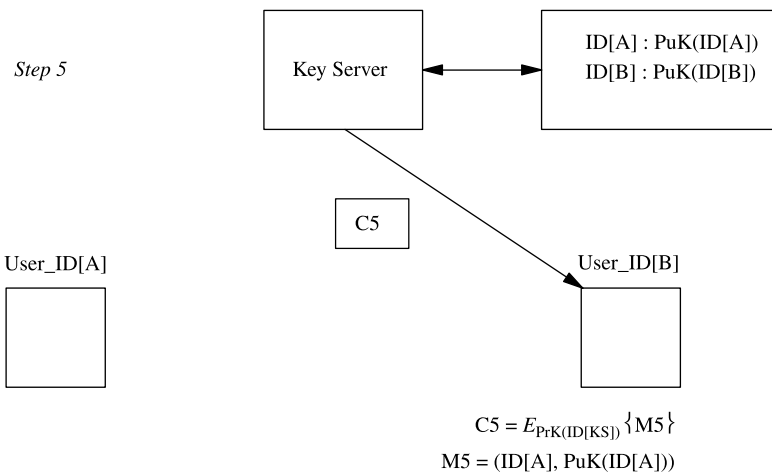 Step 5
Key Server
ID[A] : PuK(ID[A])
ID[B] : PuK(ID[B])
C5
User_ID[A]
User_ID[B]
C5 = E_PrK(ID[KS]) {M5}
M5 = (ID[A], PuK(ID[A]))